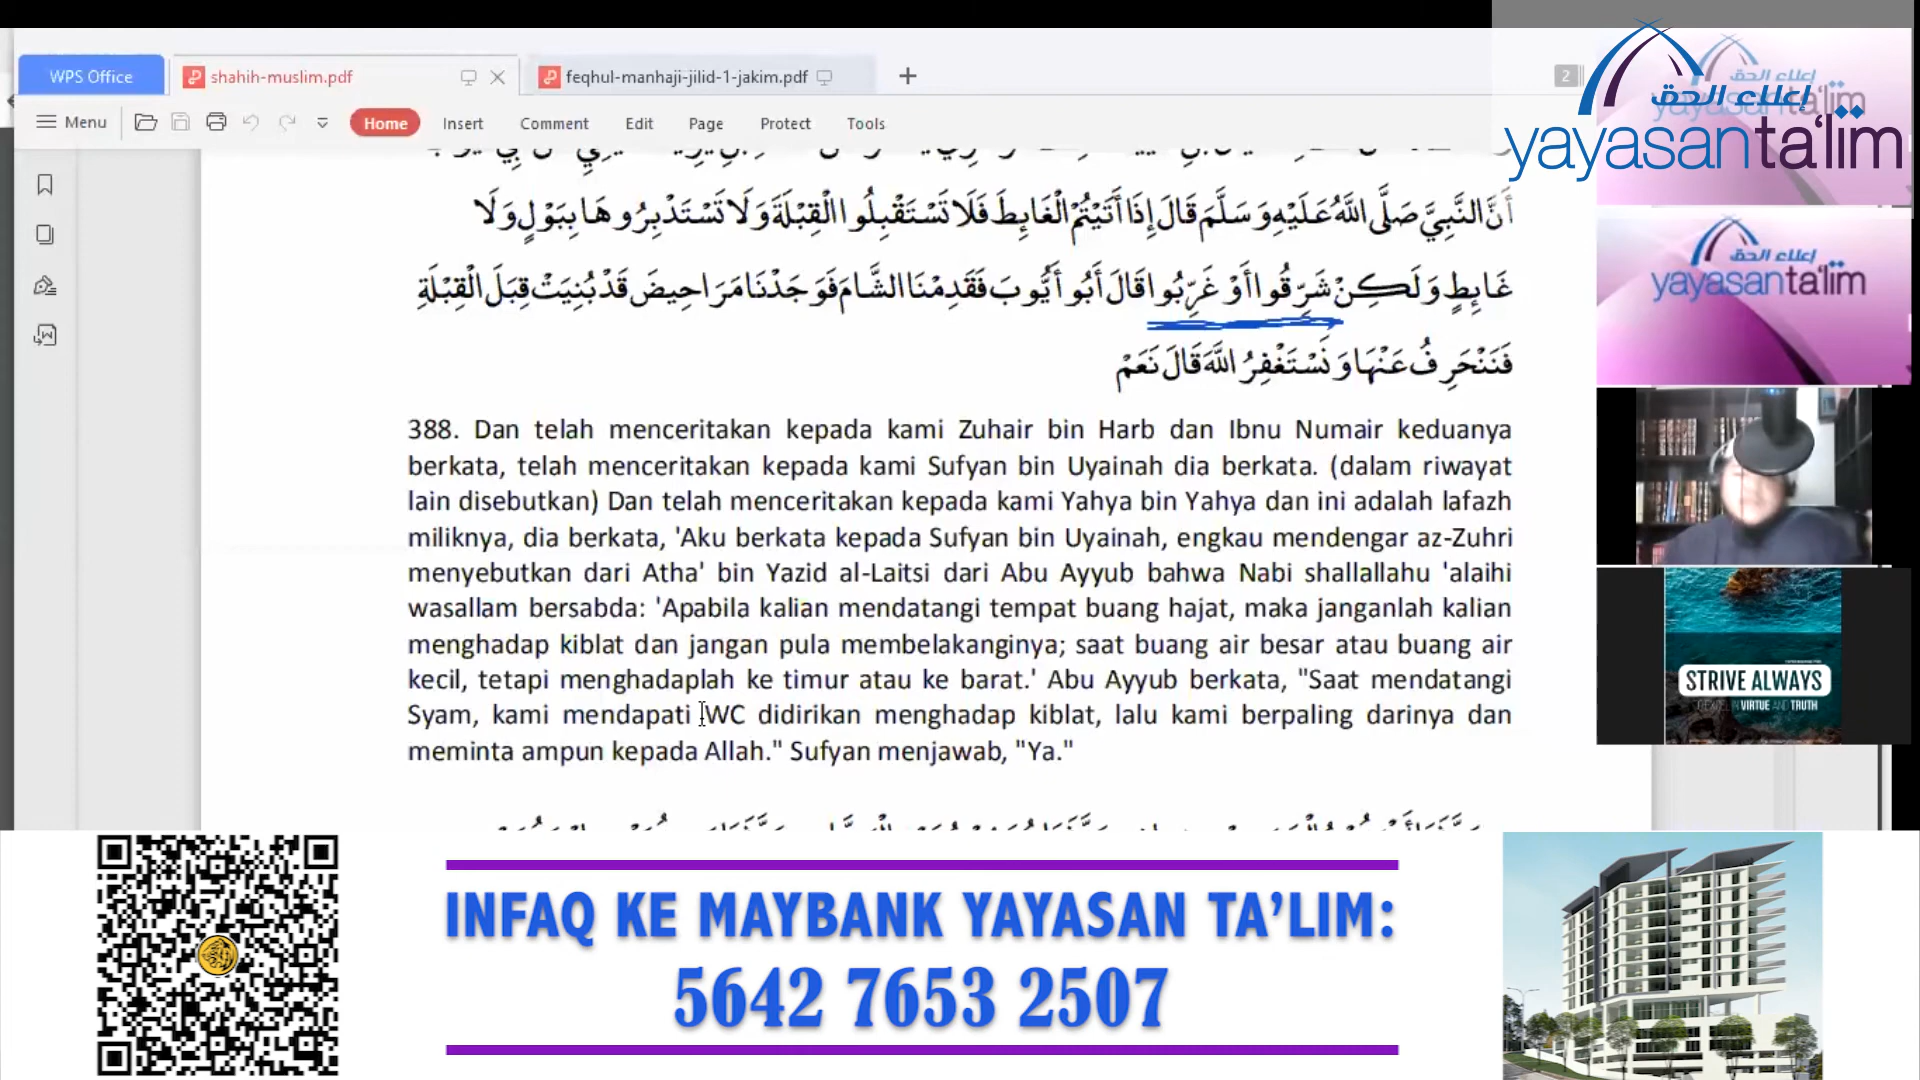 WPS Office
shahih-muslim.pdf
feqhul-manhaji-jilid-1-jakim.pdf
2
Menu
Home
Insert
Comment
Edit
Page
Protect
Tools
إعلاء الحق
yayasanta'lim
أَنَّ النَّبِيَّ صَلَّى اللَّهُ عَلَيْهِ وَسَلَّمَ قَالَ إِذَا أَتَيْتُمْ الْغَائِطَ فَلَا تَسْتَقْبِلُوا الْقِبْلَةَ وَلَا تَسْتَدْبِرُوهَا بِبَوْلٍ وَلَا
غَائِطٍ وَلَكِنْ شَرِّقُوا أَوْ غَرِّبُوا قَالَ أَبُو أَيُّوبَ فَقَدِمْنَا الشَّامَ فَوَجَدْنَا مَرَاحِيضَ قَدْ بُنِيَتْ قِبَلَ الْقِبْلَةِ
فَنَنْحَرِفُ عَنْهَا وَنَسْتَغْفِرُ اللَّهَ قَالَ نَعَمْ
388. Dan telah menceritakan kepada kami Zuhair bin Harb dan Ibnu Numair keduanya
berkata, telah menceritakan kepada kami Sufyan bin Uyainah dia berkata. (dalam riwayat
lain disebutkan) Dan telah menceritakan kepada kami Yahya bin Yahya dan ini adalah lafazh
miliknya, dia berkata, 'Aku berkata kepada Sufyan bin Uyainah, engkau mendengar az-Zuhri
menyebutkan dari Atha' bin Yazid al-Laitsi dari Abu Ayyub bahwa Nabi shallallahu 'alaihi
wasallam bersabda: 'Apabila kalian mendatangi tempat buang hajat, maka janganlah kalian
menghadap kiblat dan jangan pula membelakanginya; saat buang air besar atau buang air
kecil, tetapi menghadaplah ke timur atau ke barat.' Abu Ayyub berkata, "Saat mendatangi
Syam, kami mendapati WC didirikan menghadap kiblat, lalu kami berpaling darinya dan
meminta ampun kepada Allah." Sufyan menjawab, "Ya."
إعلاء الحق
yayasanta'lim
STRIVE ALWAYS
VIRTUE AND TRUTH
INFAQ KE MAYBANK YAYASAN TA'LIM:
5642 7653 2507